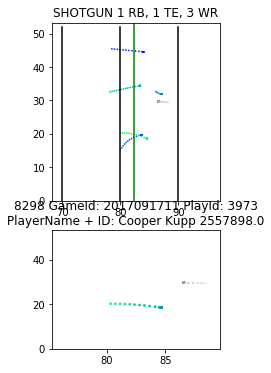 SHOTGUN 1 RB, 1 TE, 3 WR
50
40
30
20
10
0
70 80 90
8298 GameId: 2017091711 PlayId: 3973
PlayerName + ID: Cooper Kupp 2557898.0
40
20
0
80 85